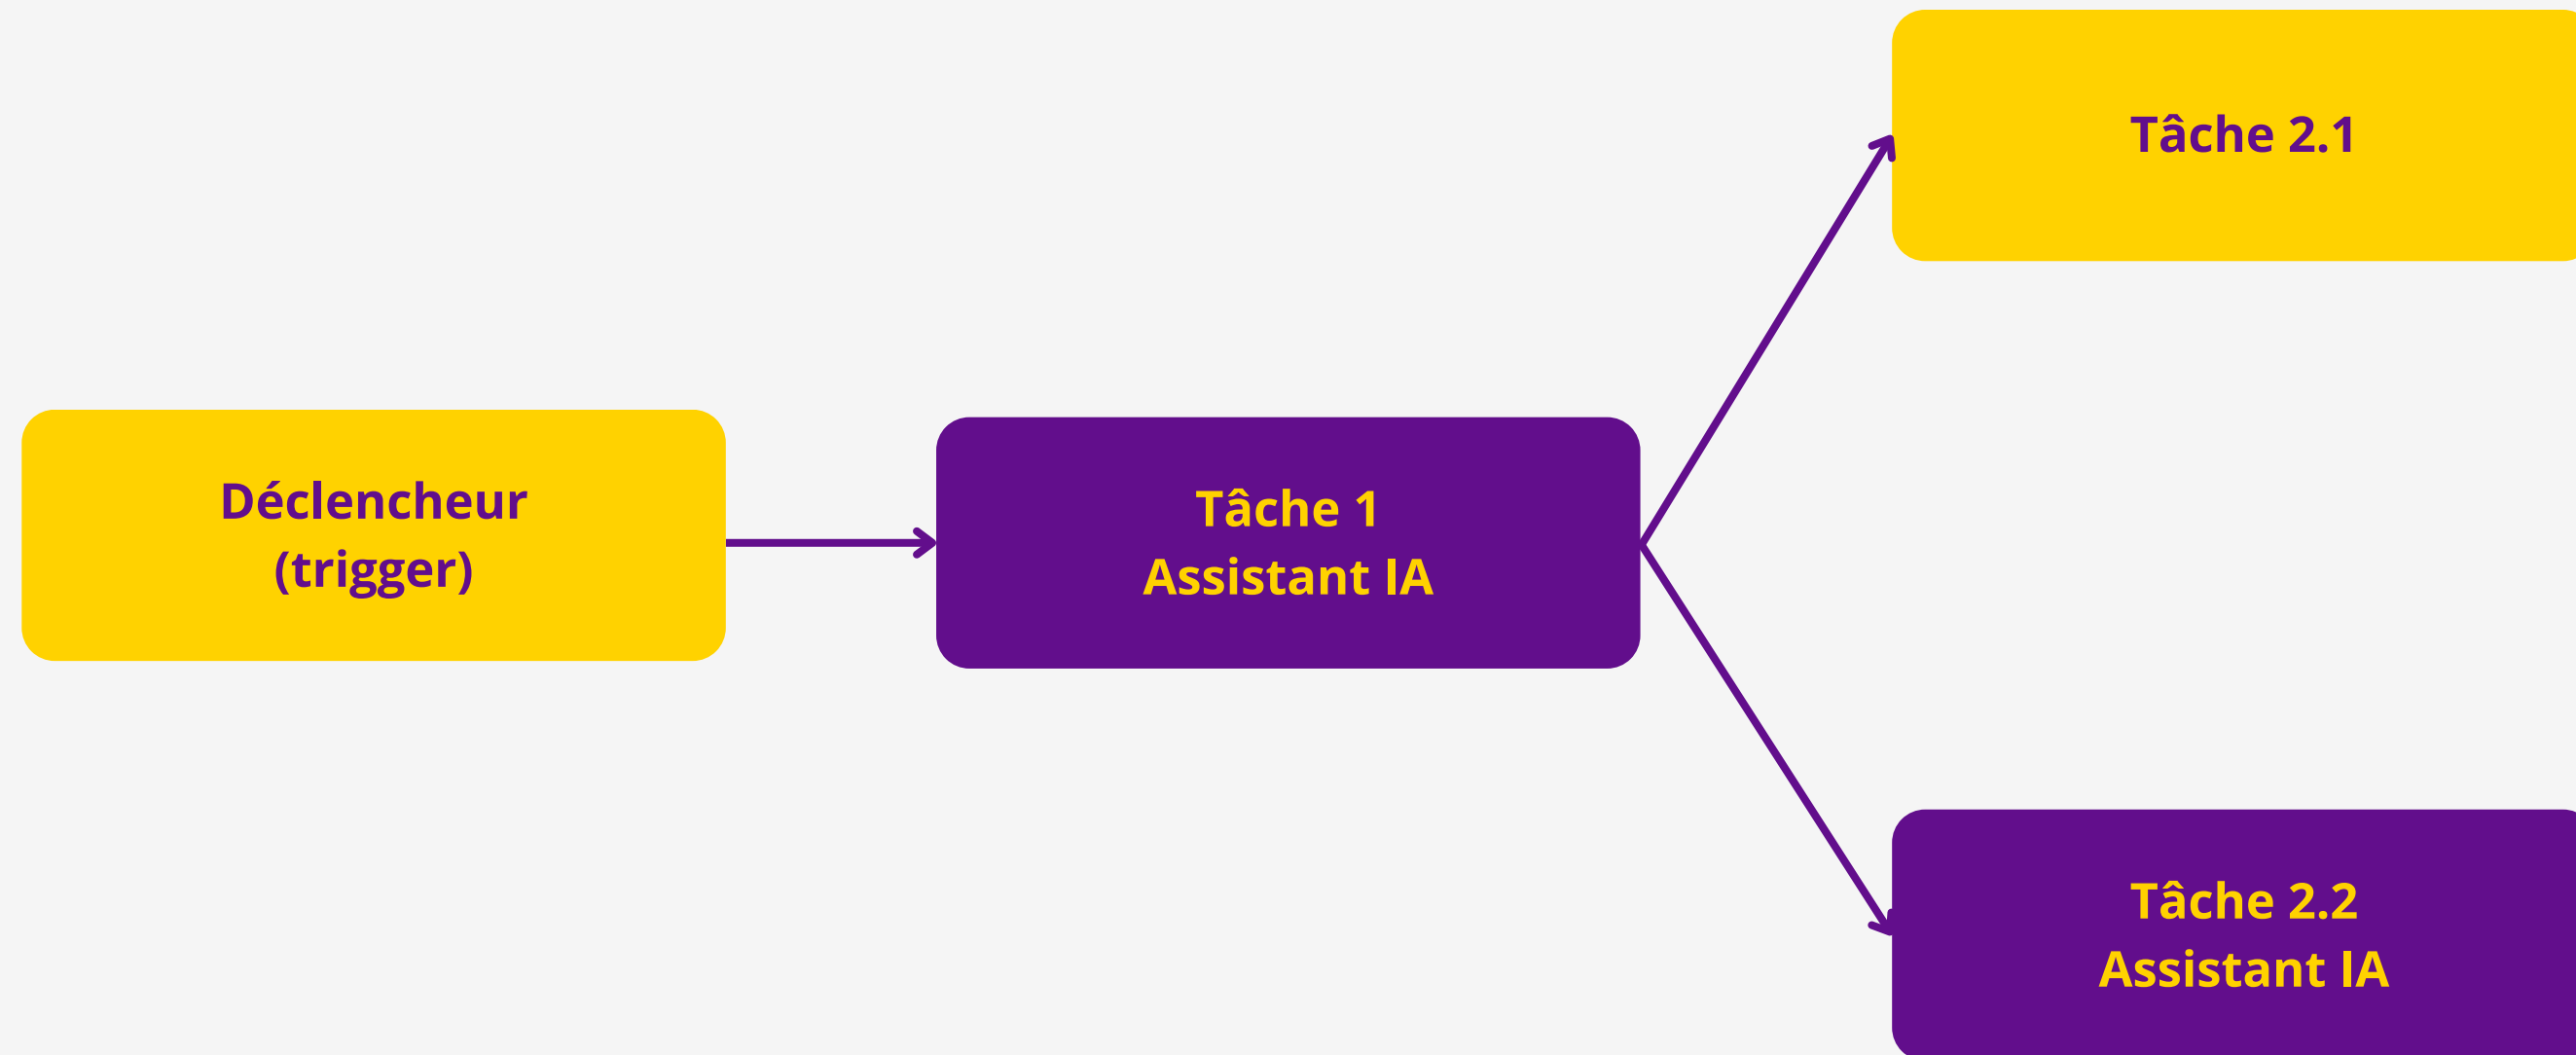 Tâche 2.1
Déclencheur
(trigger)
Tâche 1
Assistant IA
Tâche 2.2
Assistant IA